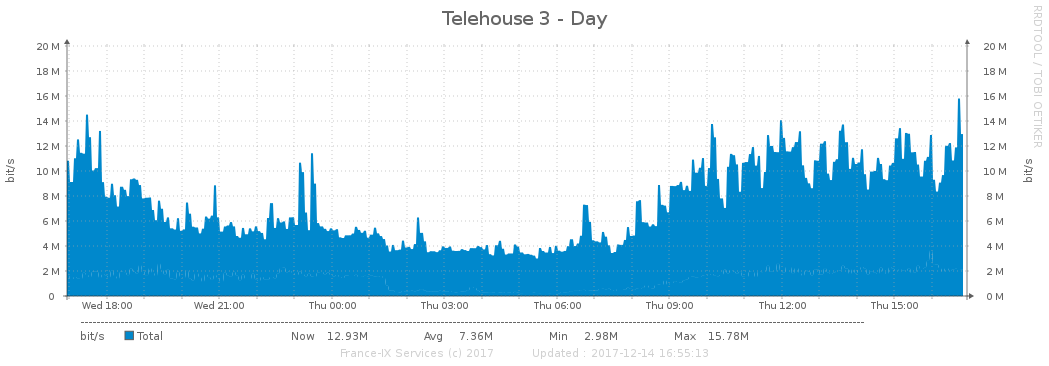 Telehouse 3 - Day
RRDTOOL / TOBI OETIKER
bit/s
20 M 20 M
18 M 18 M
16 M 16 M
14 M 14 M
12 M 12 M
10 M 10 M
8 M 8 M
6 M 6 M
4 M 4 M
2 M 2 M
0 0 M
bit/s
Wed 18:00 Wed 21:00 Thu 00:00 Thu 03:00 Thu 06:00 Thu 09:00 Thu 12:00 Thu 15:00
bit/s Total Now 12.93M Avg 7.36M Min 2.98M Max 15.78M
France-IX Services (c) 2017 Updated : 2017-12-14 16:55:13